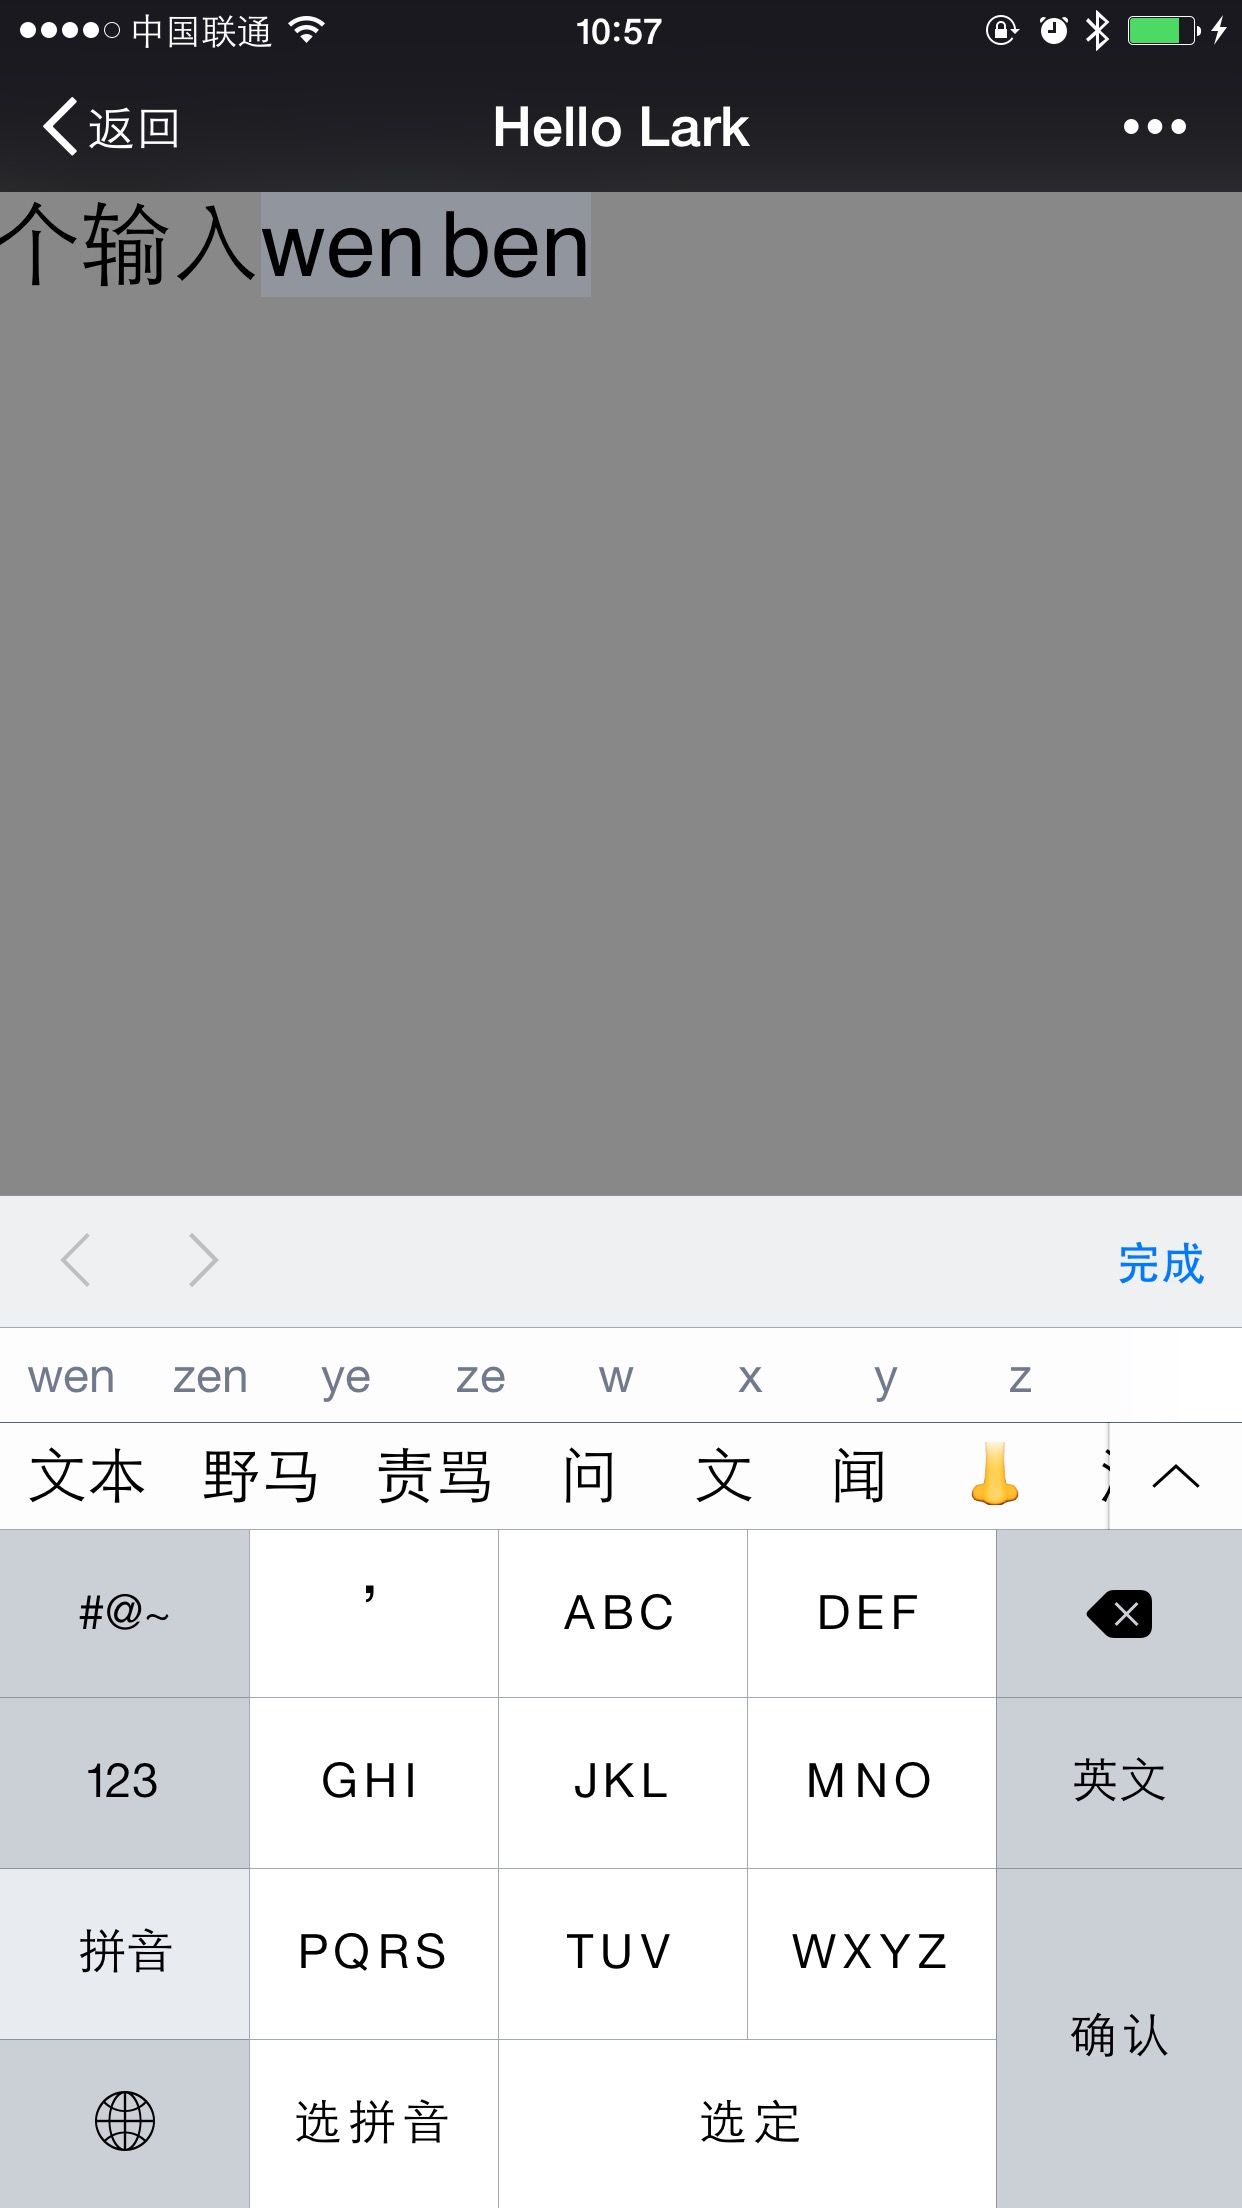 中国联通 10:57
返回 Hello Lark
个输入wen ben
完成
wen zen ye ze w x y z
文本 野马 责骂 问 文 闻
#@~ , ABC DEF
123 GHI JKL MNO 英文
拼音 PQRS TUV WXYZ
确认
选拼音 选定